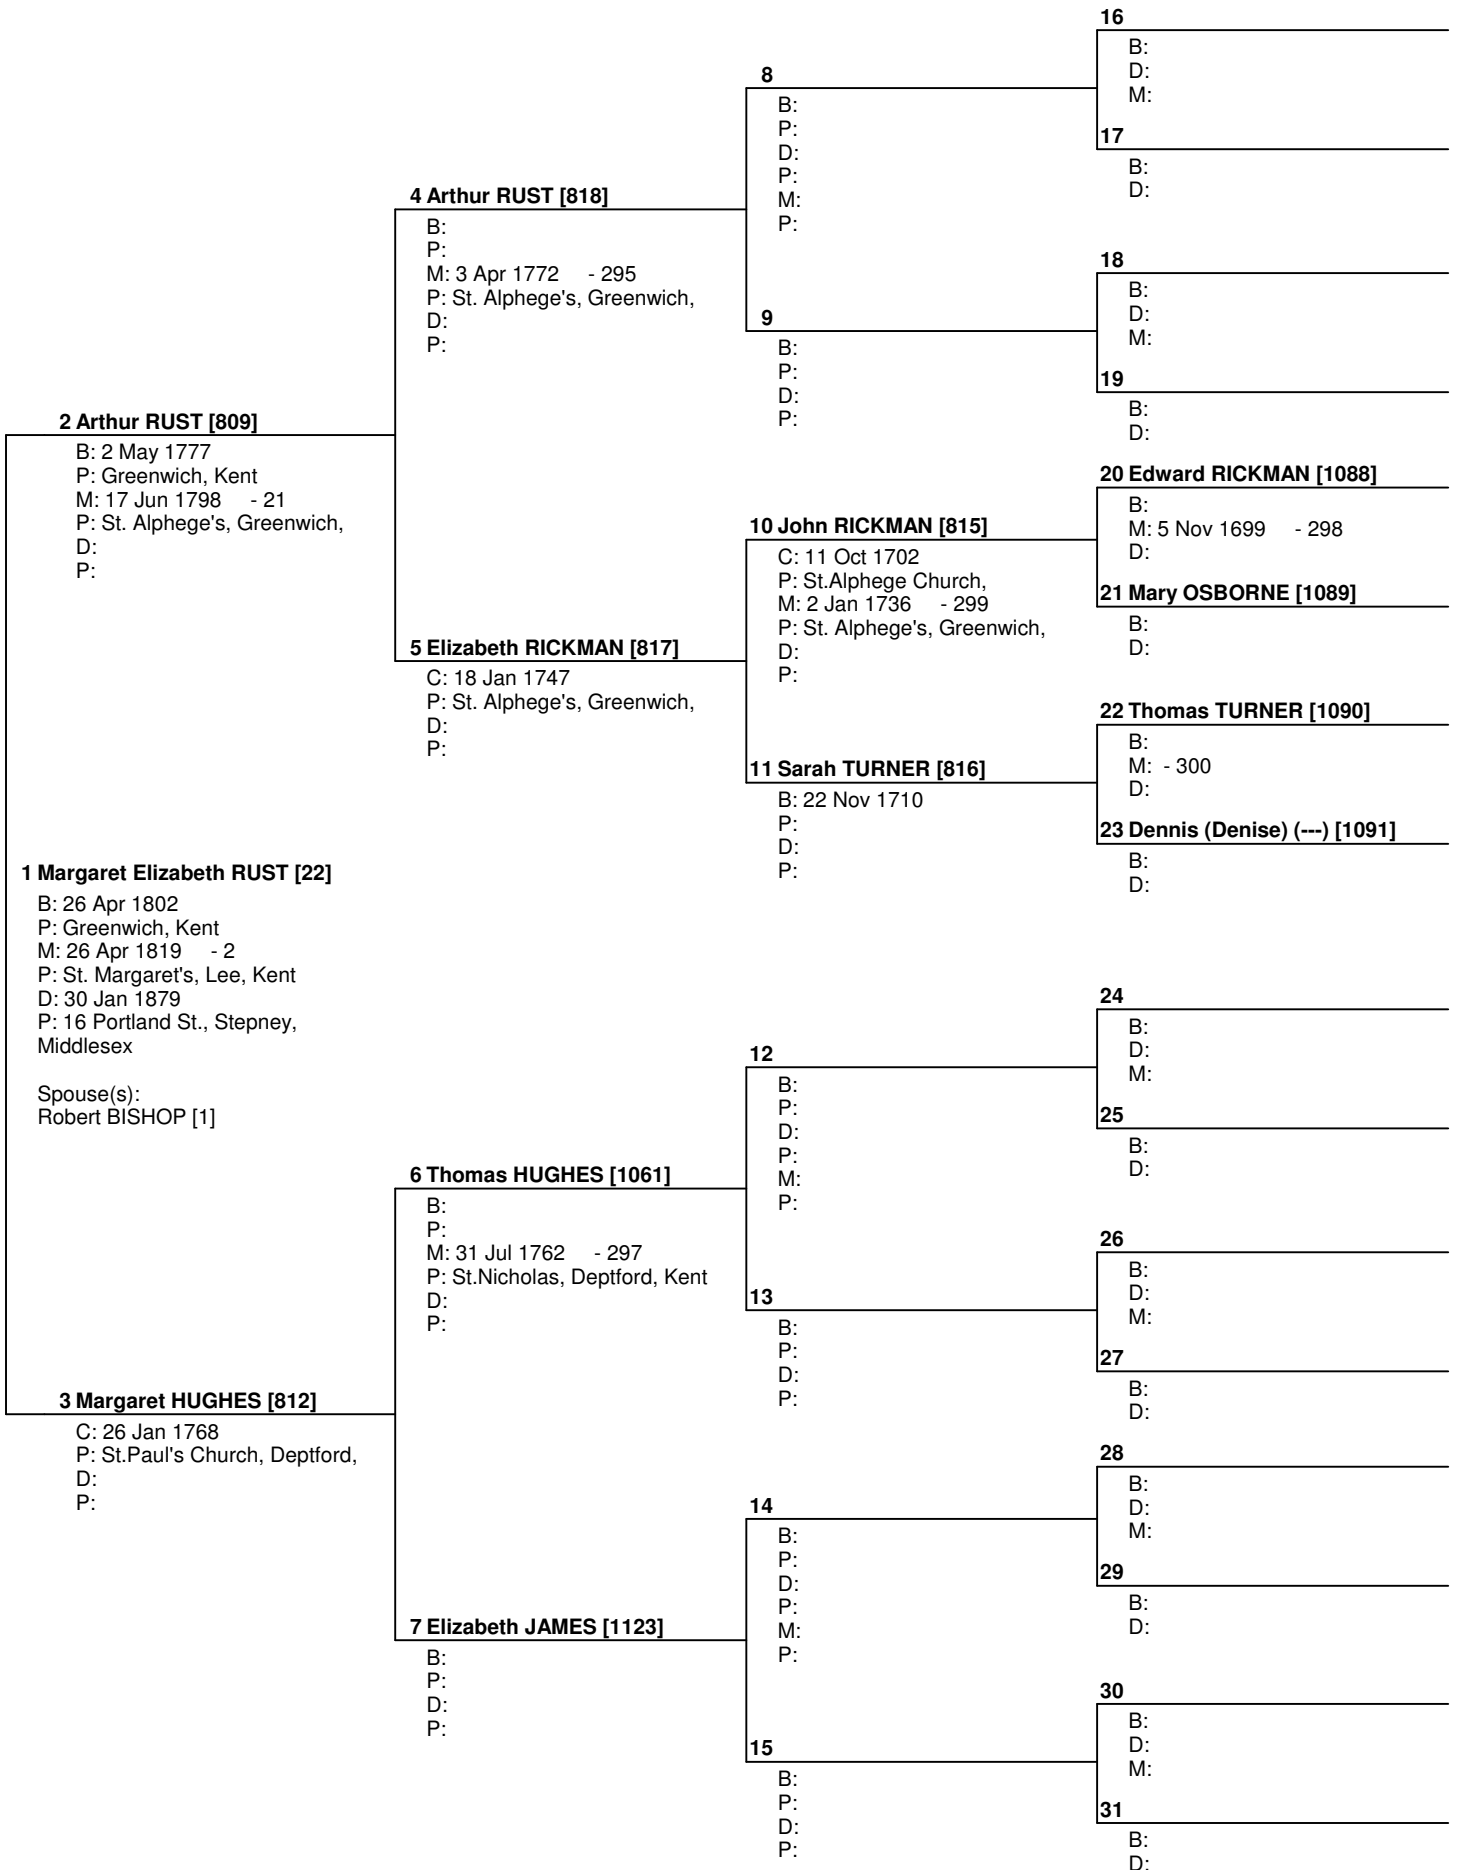 1 Margaret Elizabeth RUST [22]
B: 26 Apr 1802
P: Greenwich, Kent
M: 26 Apr 1819 - 2
P: St. Margaret's, Lee, Kent
D: 30 Jan 1879
P: 16 Portland St., Stepney,
Middlesex
Spouse(s):
Robert BISHOP [1]
2 Arthur RUST [809]
B: 2 May 1777
P: Greenwich, Kent
M: 17 Jun 1798 - 21
P: St. Alphege's, Greenwich,
D:
P:
3 Margaret HUGHES [812]
C: 26 Jan 1768
P: St.Paul's Church, Deptford,
D:
P:
4 Arthur RUST [818]
B:
P:
M: 3 Apr 1772 - 295
P: St. Alphege's, Greenwich,
D:
P:
5 Elizabeth RICKMAN [817]
C: 18 Jan 1747
P: St. Alphege's, Greenwich,
D:
P:
6 Thomas HUGHES [1061]
B:
P:
M: 31 Jul 1762 - 297
P: St.Nicholas, Deptford, Kent
D:
P:
7 Elizabeth JAMES [1123]
B:
P:
D:
P:
8
B:
P:
D:
P:
M:
P:
9
B:
P:
D:
P:
10 John RICKMAN [815]
C: 11 Oct 1702
P: St.Alphege Church,
M: 2 Jan 1736 - 299
P: St. Alphege's, Greenwich,
D:
P:
11 Sarah TURNER [816]
B: 22 Nov 1710
P:
D:
P:
12
B:
P:
D:
P:
M:
P:
13
B:
P:
D:
P:
14
B:
P:
D:
P:
M:
P:
15
B:
P:
D:
P:
16
B:
D:
M:
17
B:
D:
18
B:
D:
M:
19
B:
D:
20 Edward RICKMAN [1088]
B:
M: 5 Nov 1699 - 298
D:
21 Mary OSBORNE [1089]
B:
D:
22 Thomas TURNER [1090]
B:
M: - 300
D:
23 Dennis (Denise) (---) [1091]
B:
D:
24
B:
D:
M:
25
B:
D:
26
B:
D:
M:
27
B:
D:
28
B:
D:
M:
29
B:
D:
30
B:
D:
M:
31
B:
D: